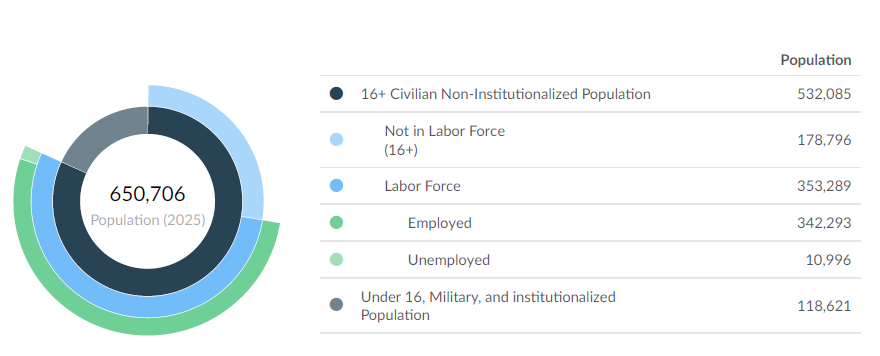 650,706
Population (2025)
Population
16+ Civilian Non-Institutionalized Population 532,085
Not in Labor Force
(16+) 178,796
Labor Force 353,289
Employed 342,293
Unemployed 10,996
Under 16, Military, and institutionalized
Population 118,621